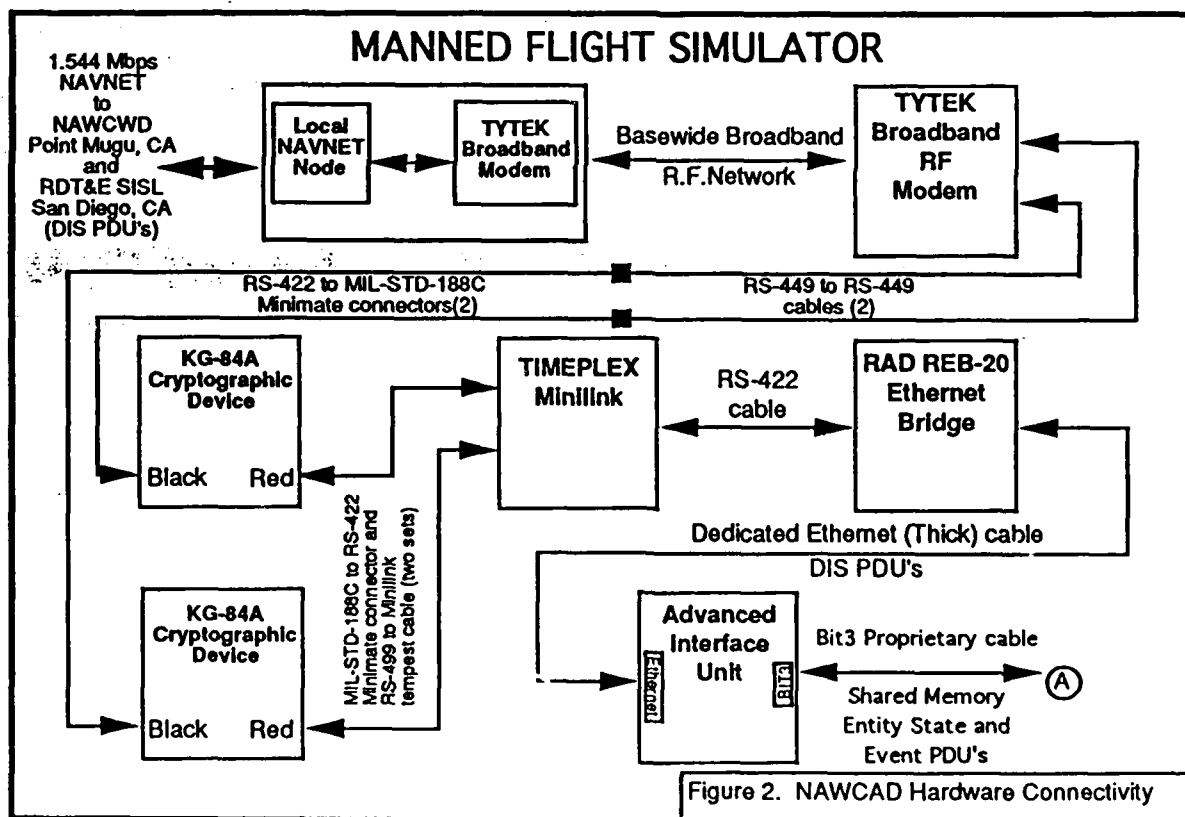 MANNED FLIGHT SIMULATOR
1.544 Mbps
NAVNET
to
NAWCWD
Point Mugu, CA
and
RDT&E SISL
San Diego, CA
(DIS PDU's)
Local
NAVNET
Node
TYTEK
Broadband
Modem
Basewide Broadband
R.F.Network
TYTEK
Broadband
RF
Modem
RS-422 to MIL-STD-188C
Minimate connectors(2)
RS-449 to RS-449
cables (2)
KG-84A
Cryptographic
Device
Black Red
TIMEPLEX
Minilink
RS-422
cable
RAD REB-20
Ethernet
Bridge
MIL-STD-188C to RS-422
Minimate connector and
RS-499 to Minilink
tempest cable (two sets)
Dedicated Ethernet (Thick) cable
DIS PDU's
KG-84A
Cryptographic
Device
Black Red
Advanced
Interface
Unit
Ethernet
BIT3
Bit3 Proprietary cable
A
Shared Memory
Entity State and
Event PDU's
Figure 2. NAWCAD Hardware Connectivity